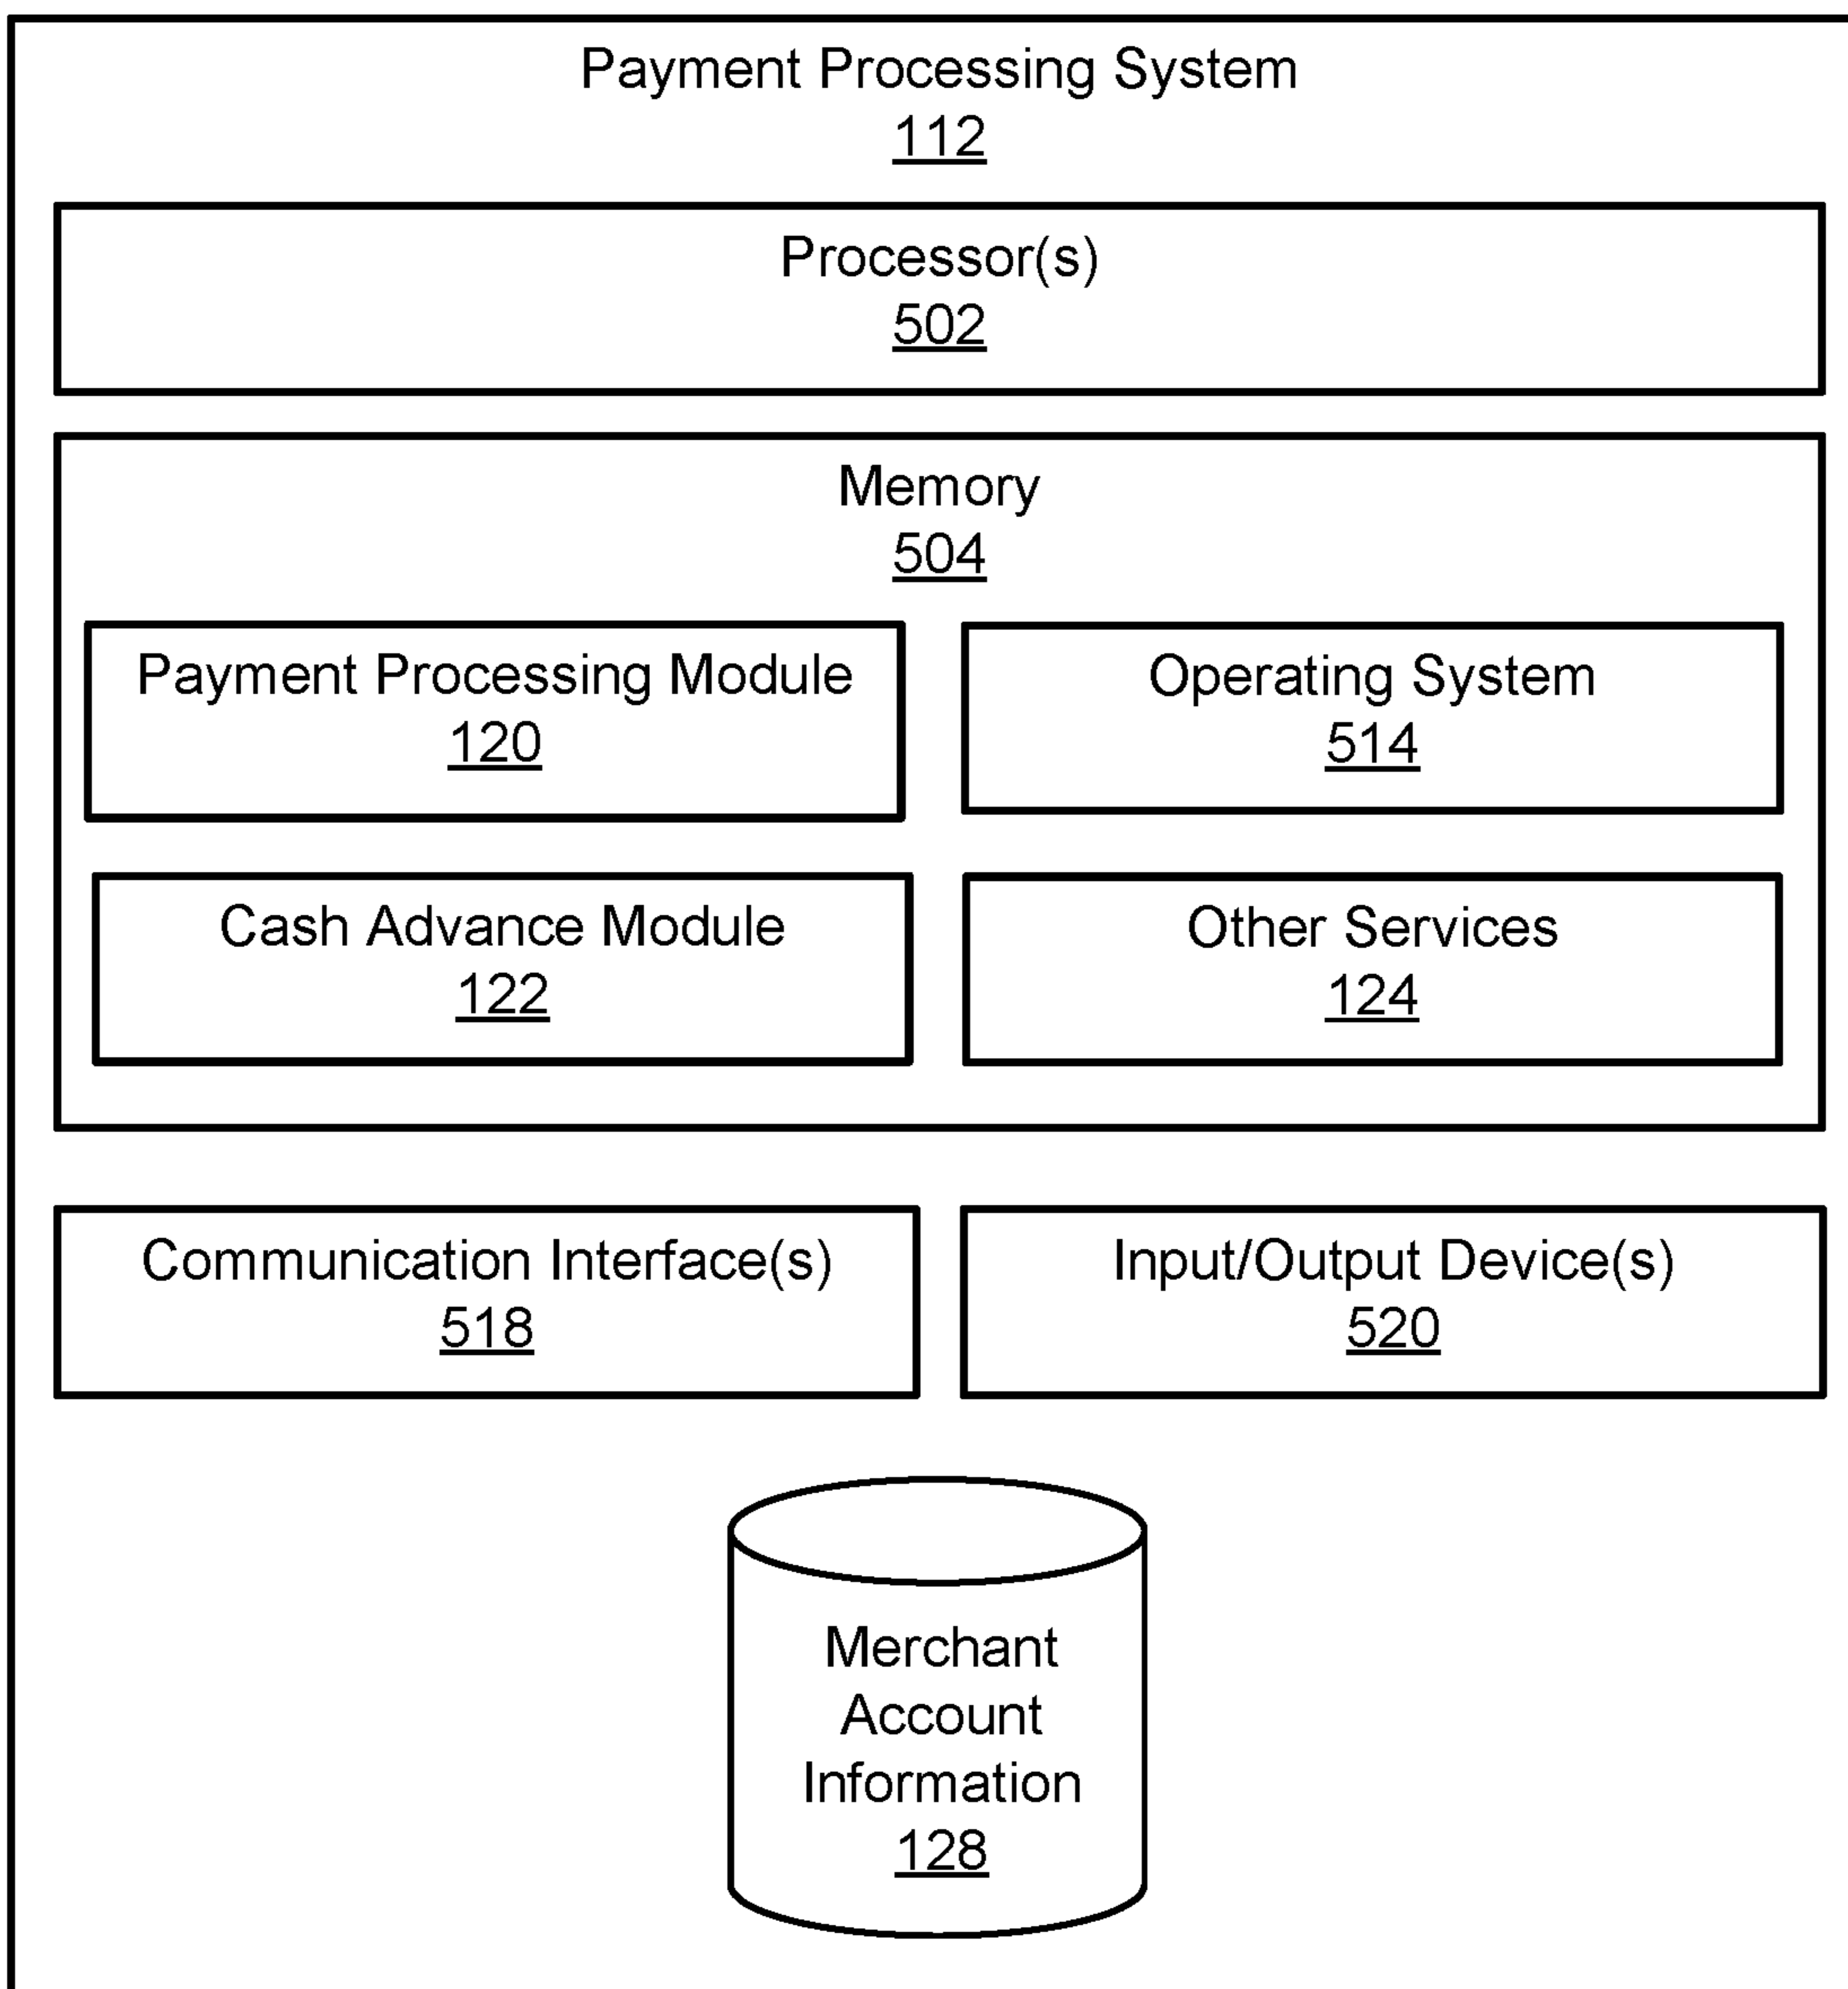 Payment Processing System
112
Processor(s)
502
Memory
504
Payment Processing Module
120
Operating System
514
Cash Advance Module
122
Other Services
124
Communication Interface(s)
518
Input/Output Device(s)
520
Merchant
Account
Information
128